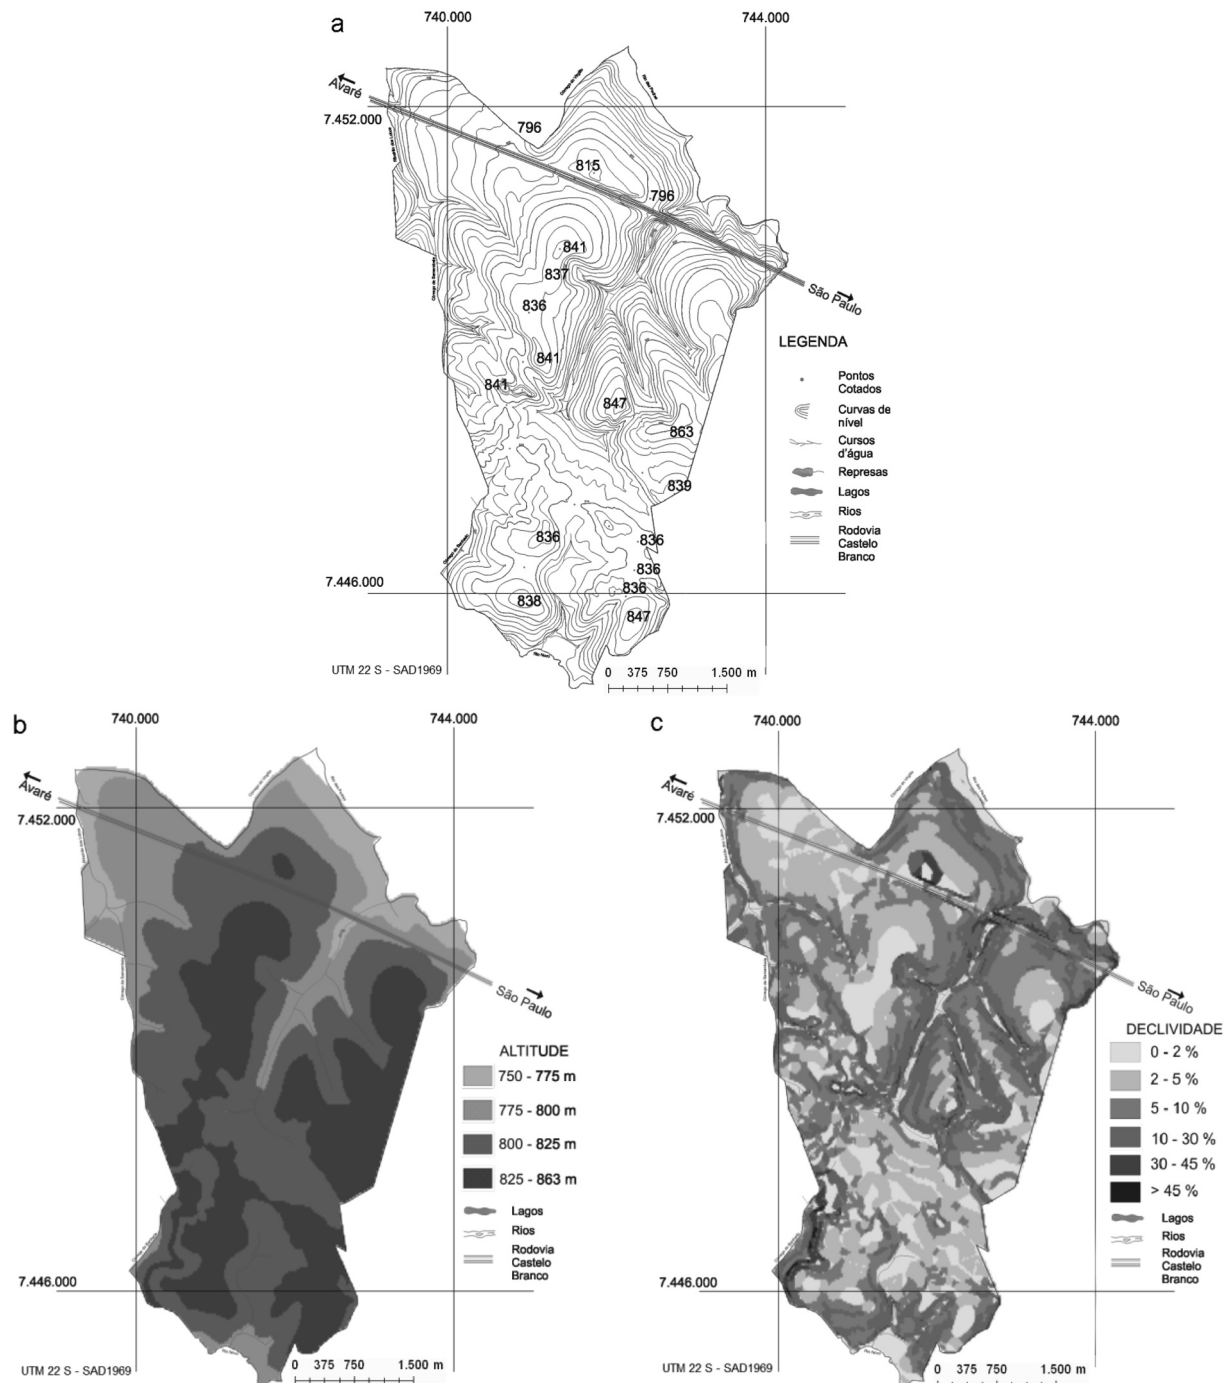 a
740.000
744.000
Avaré
7.452.000
796
815
796
841
837
836
São Paulo
841
841
847
863
839
836
836
836
836
838
847
7.446.000
LEGENDA
Pontos
Cotados
Curvas de
nível
Cursos
d'água
Represas
Lagos
Rios
Rodovia
Castelo
Branco
UTM 22 S - SAD1969
0 375 750 1.500 m
b
740.000
744.000
Avaré
7.452.000
São Paulo
ALTITUDE
750 - 775 m
775 - 800 m
800 - 825 m
825 - 863 m
Lagos
Rios
Rodovia
Castelo
Branco
7.446.000
UTM 22 S - SAD1969
0 375 750 1.500 m
c
740.000
744.000
Avaré
7.452.000
São Paulo
DECLIVIDADE
0 - 2 %
2 - 5 %
5 - 10 %
10 - 30 %
30 - 45 %
> 45 %
Lagos
Rios
Rodovia
Castelo
Branco
7.446.000
UTM 22 S - SAD1969
0 375 750 1.500 m